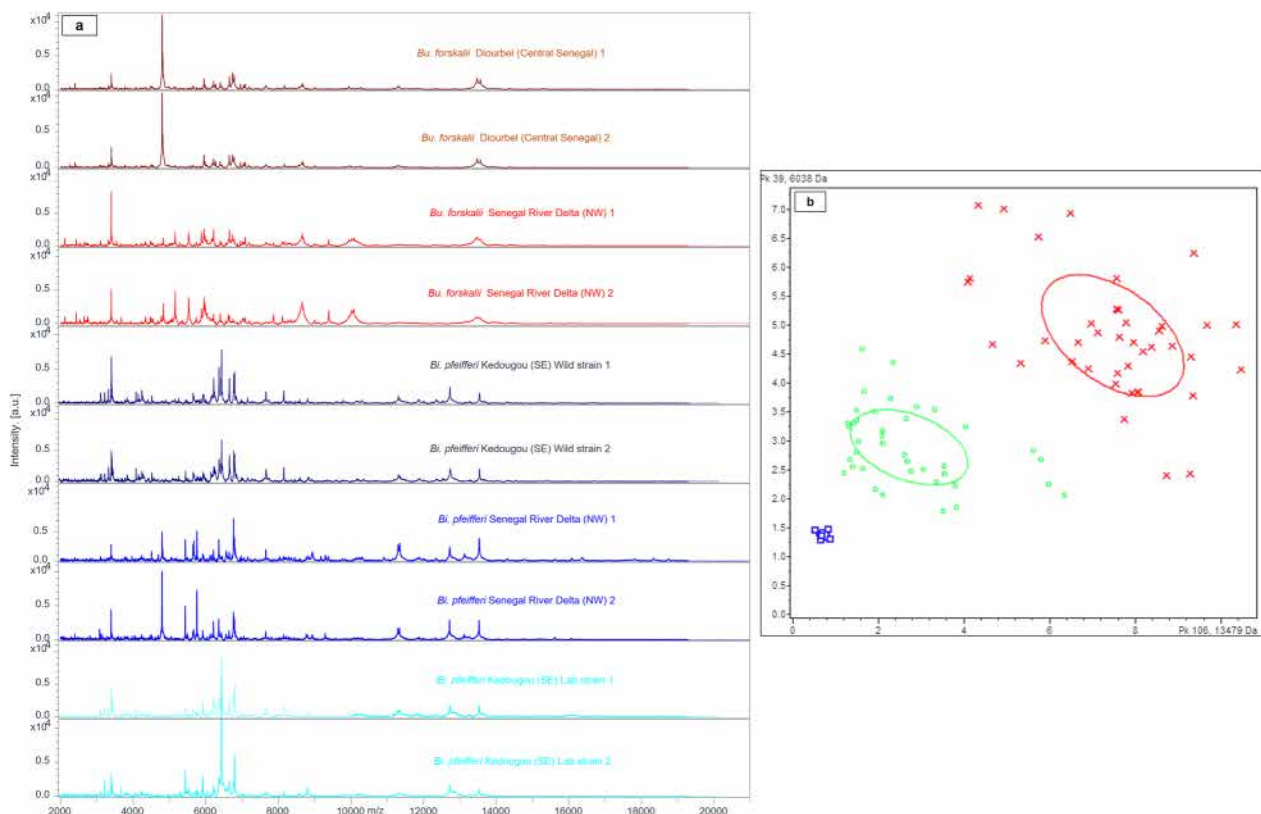 a
x10⁴
0.5
Bu. forskalii Diourbel (Central Senegal) 1
0.0
x10⁴
0.5
Bu. forskalii Diourbel (Central Senegal) 2
0.0
x10⁴
0.5
Bu. forskalii Senegal River Delta (NW) 1
0.0
x10⁴
0.5
Bu. forskalii Senegal River Delta (NW) 2
0.0
x10⁴
0.5
Bi. pfeifferi Kedougou (SE) Wild strain 1
0.0
x10⁴
0.5
Bi. pfeifferi Kedougou (SE) Wild strain 2
0.0
x10⁴
0.5
Bi. pfeifferi Senegal River Delta (NW) 1
0.0
x10⁴
0.5
Bi. pfeifferi Senegal River Delta (NW) 2
0.0
x10⁴
0.5
Bi. pfeifferi Kedougou (SE) Lab strain 1
0.0
x10⁴
0.5
Bi. pfeifferi Kedougou (SE) Lab strain 2
0.0
Intensity, [a.u.]
2000 4000 6000 8000 10000 m/z 12000 14000 16000 18000 20000
Pk 39, 6038 Da
b
7.0
6.5
6.0
5.5
5.0
4.5
4.0
3.5
3.0
2.5
2.0
1.5
1.0
0.5
0.0
0 2 4 6 8
Pk 106, 13479 Da